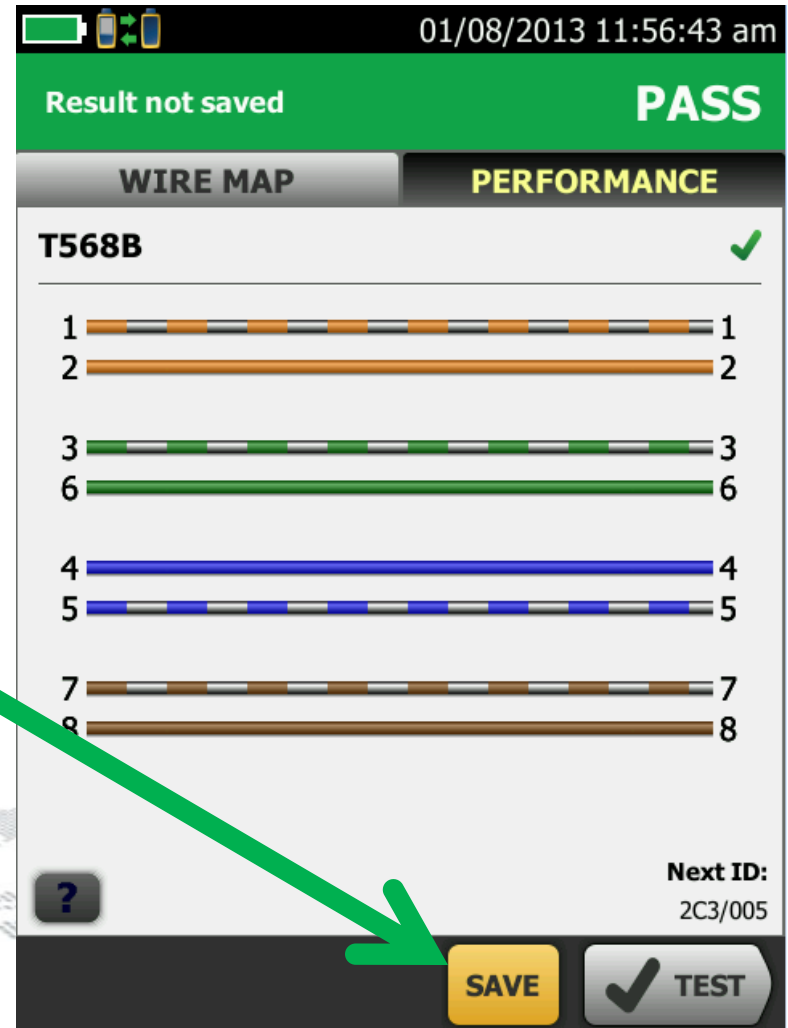 01/08/2013 11:56:43 am
Result not saved PASS
WIRE MAP PERFORMANCE
T568B
1 1
2 2
3 3
6 6
4 4
5 5
7 7
8 8
?
Next ID:
2C3/005
SAVE TEST